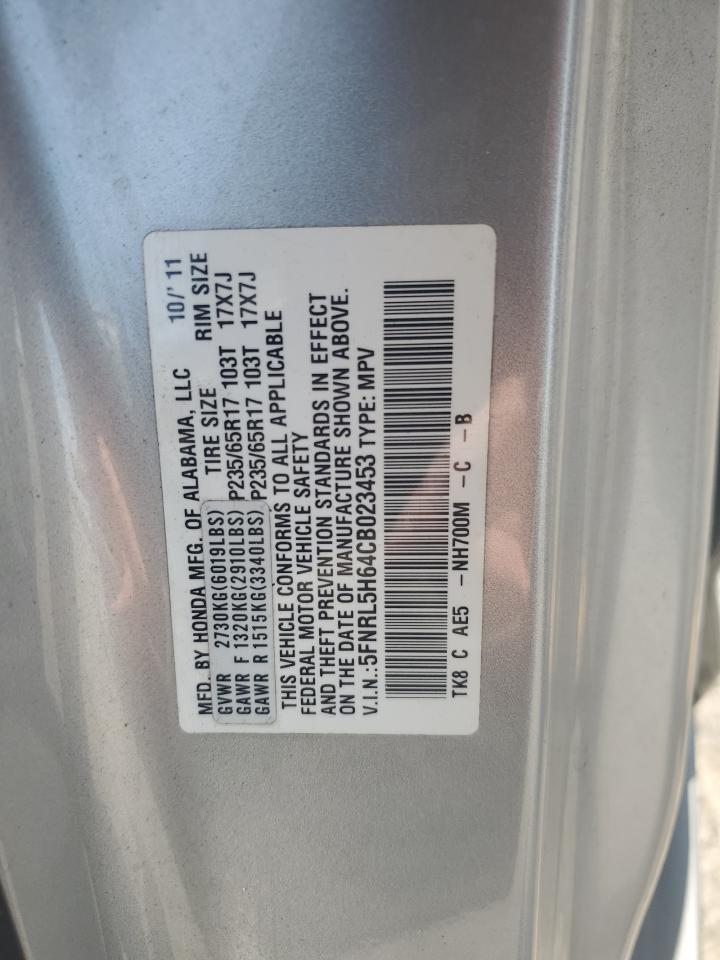 MFD. BY HONDA MFG. OF ALABAMA, LLC 10/'11
GVWR 2730KG(6019LBS) TIRE SIZE RIM SIZE
GAWR F 1320KG(2910LBS) P235/65R17 103T 17X7J
GAWR R 1515KG(3340LBS) P235/65R17 103T 17X7J
THIS VEHICLE CONFORMS TO ALL APPLICABLE
FEDERAL MOTOR VEHICLE SAFETY
AND THEFT PREVENTION STANDARDS IN EFFECT
ON THE DATE OF MANUFACTURE SHOWN ABOVE.
V.I.N.:5FNRL5H64CB023453 TYPE: MPV
TK8 C AE5 -NH700M -C -B